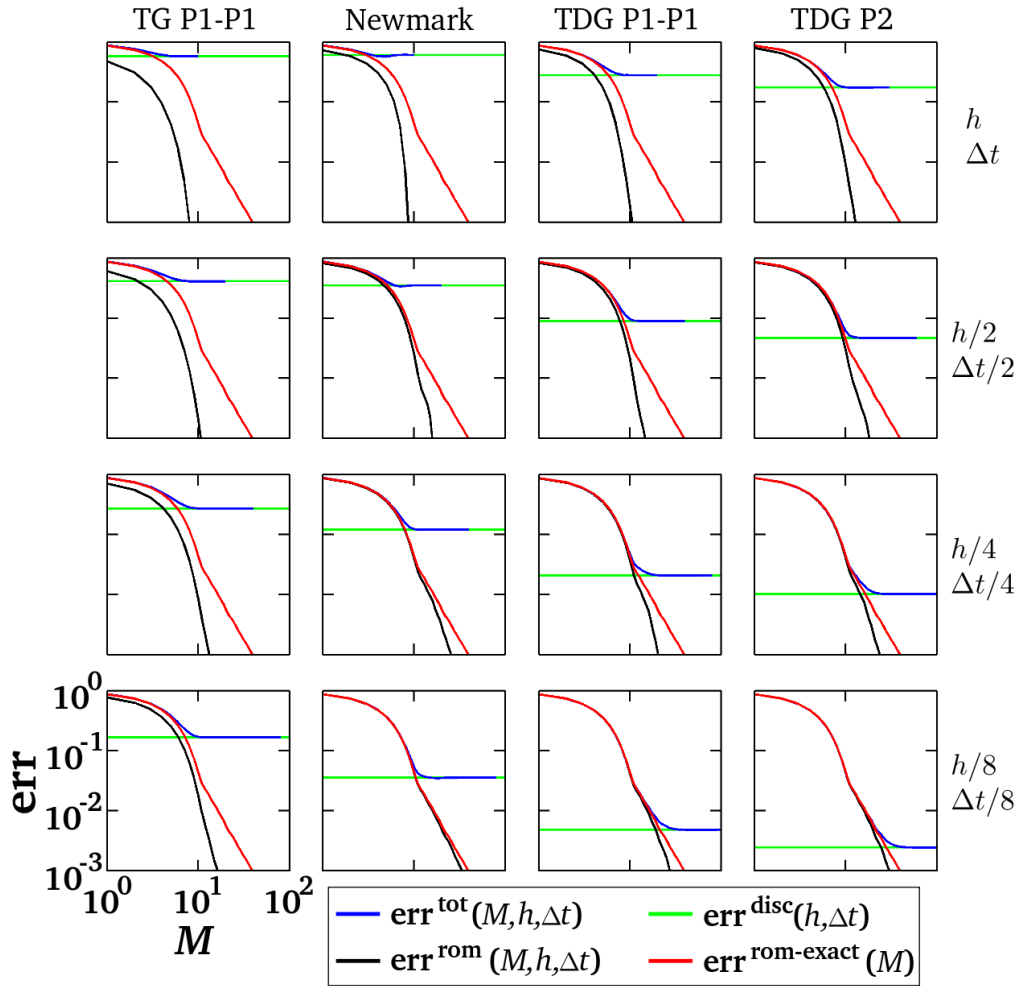 TG P1-P1 Newmark TDG P1-P1 TDG P2
h
Δt
h/2
Δt/2
h/4
Δt/4
h/8
Δt/8
err
10^0
10^-1
10^-2
10^-3
10^0 10^1 10^2
M
err^tot (M,h,Δt)
err^disc (h,Δt)
err^rom (M,h,Δt)
err^rom-exact (M)